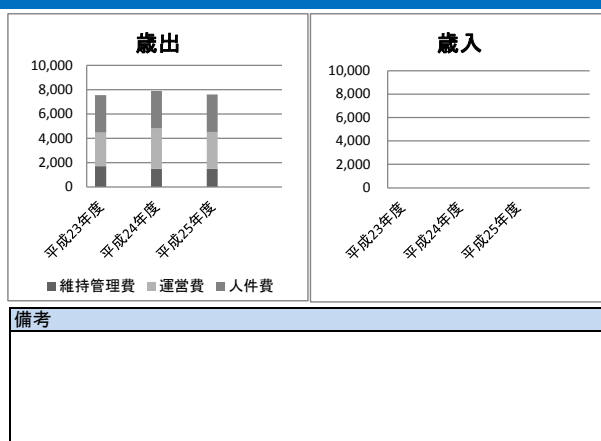 歳出
10,000
8,000
6,000
4,000
2,000
0
平成23年度
平成24年度
平成25年度
■維持管理費 ■運営費 ■人件費
歳入
10,000
8,000
6,000
4,000
2,000
0
平成23年度
平成24年度
平成25年度
備考